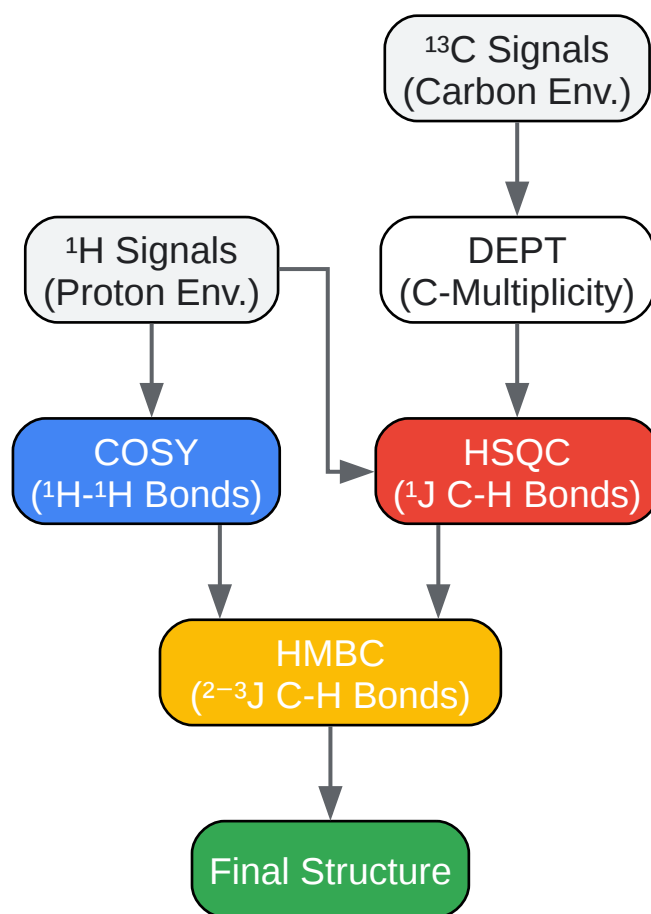 ¹³C Signals
(Carbon Env.)
¹H Signals
(Proton Env.)
DEPT
(C-Multiplicity)
COSY
(¹H-¹H Bonds)
HSQC
(¹J C-H Bonds)
HMBC
(²⁻³J C-H Bonds)
Final Structure